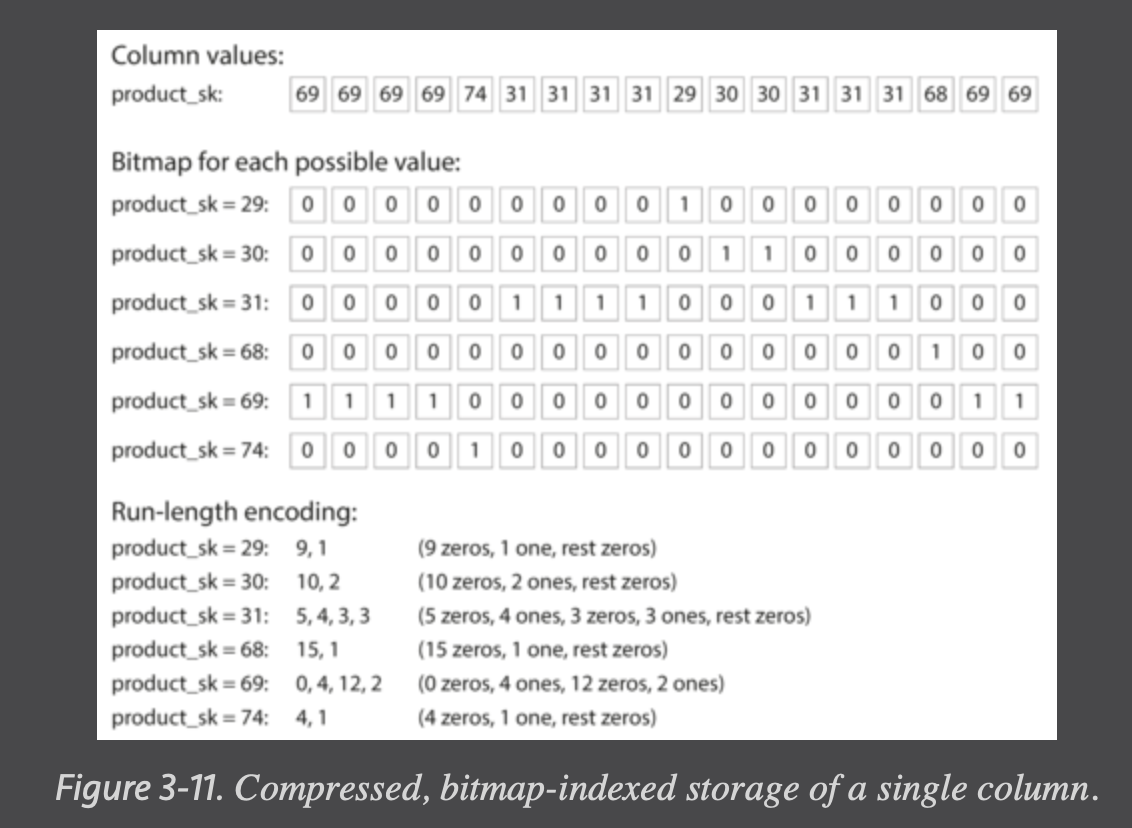 Column values:
product_sk: 69 69 69 69 74 31 31 31 31 29 30 30 31 31 31 68 69 69
Bitmap for each possible value:
product_sk = 29: 0 0 0 0 0 0 0 0 0 1 0 0 0 0 0 0 0 0
product_sk = 30: 0 0 0 0 0 0 0 0 0 0 1 1 0 0 0 0 0 0
product_sk = 31: 0 0 0 0 0 1 1 1 1 0 0 0 1 1 1 0 0 0
product_sk = 68: 0 0 0 0 0 0 0 0 0 0 0 0 0 0 0 1 0 0
product_sk = 69: 1 1 1 1 0 0 0 0 0 0 0 0 0 0 0 0 1 1
product_sk = 74: 0 0 0 0 1 0 0 0 0 0 0 0 0 0 0 0 0 0
Run-length encoding:
product_sk = 29: 9, 1 (9 zeros, 1 one, rest zeros)
product_sk = 30: 10, 2 (10 zeros, 2 ones, rest zeros)
product_sk = 31: 5, 4, 3, 3 (5 zeros, 4 ones, 3 zeros, 3 ones, rest zeros)
product_sk = 68: 15, 1 (15 zeros, 1 one, rest zeros)
product_sk = 69: 0, 4, 12, 2 (0 zeros, 4 ones, 12 zeros, 2 ones)
product_sk = 74: 4, 1 (4 zeros, 1 one, rest zeros)
Figure 3-11. Compressed, bitmap-indexed storage of a single column.